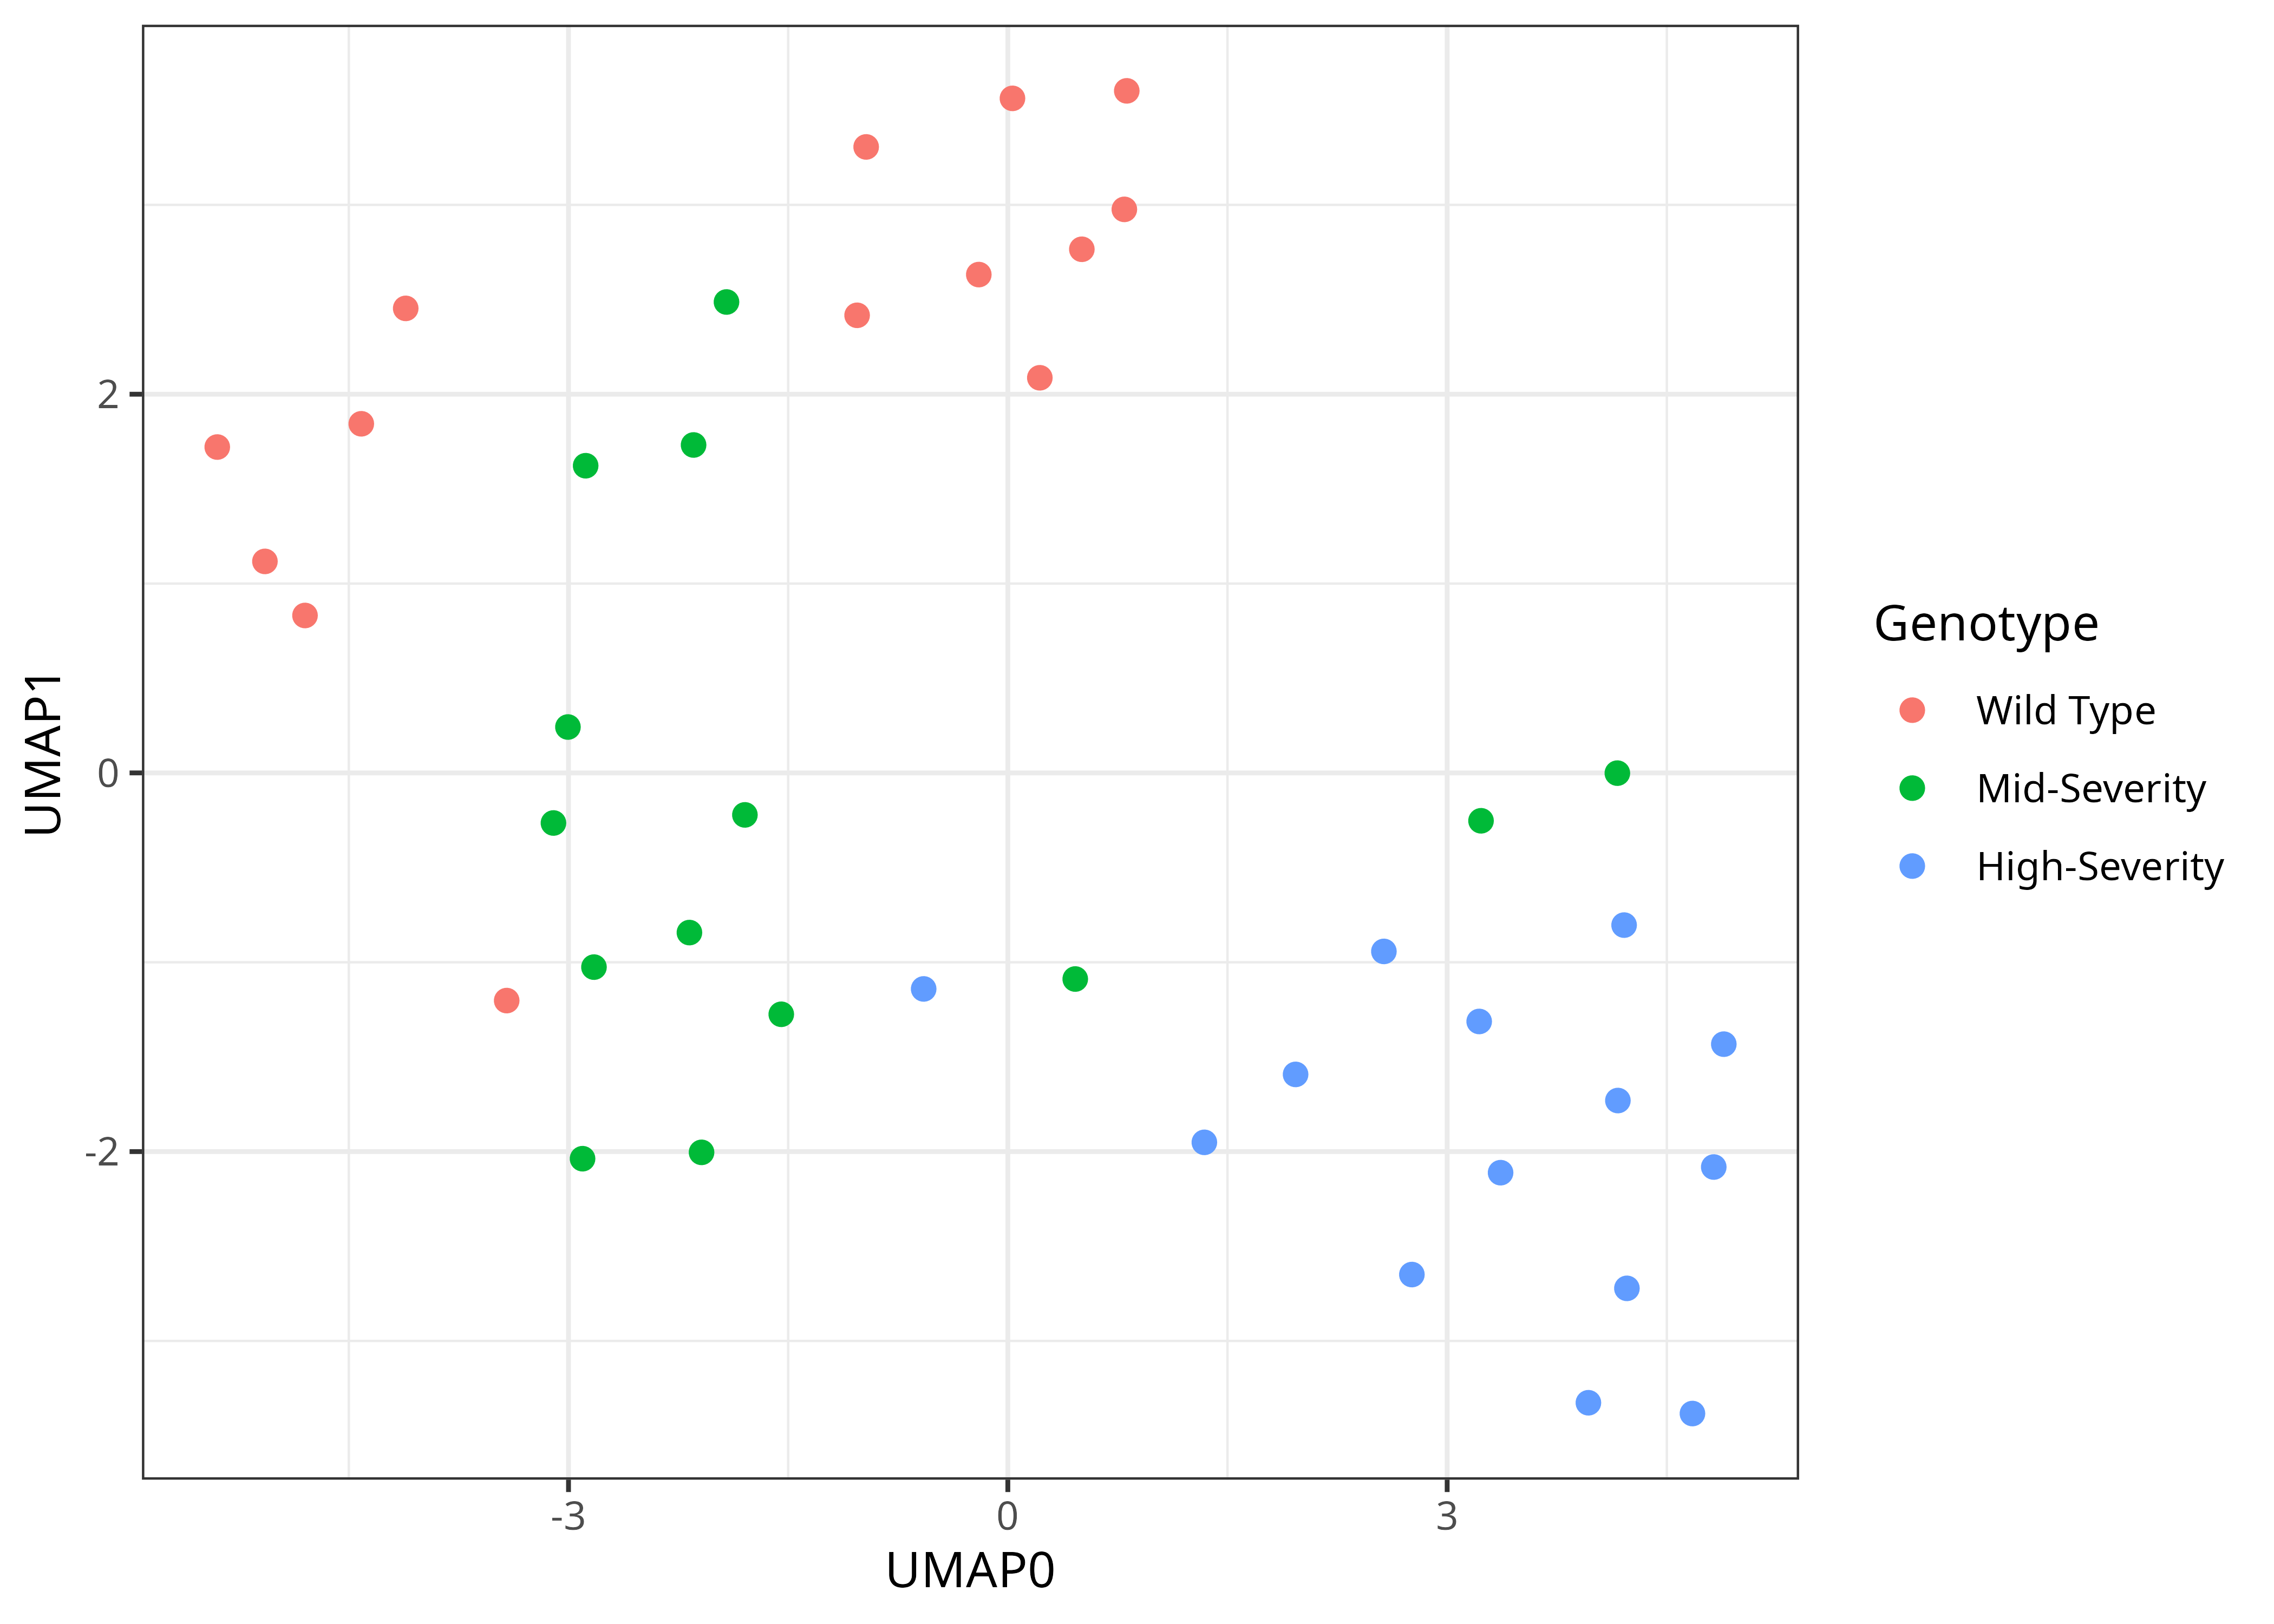 UMAP1
2
0
-2
-3 0 3
UMAP0
Genotype
Wild Type
Mid-Severity
High-Severity